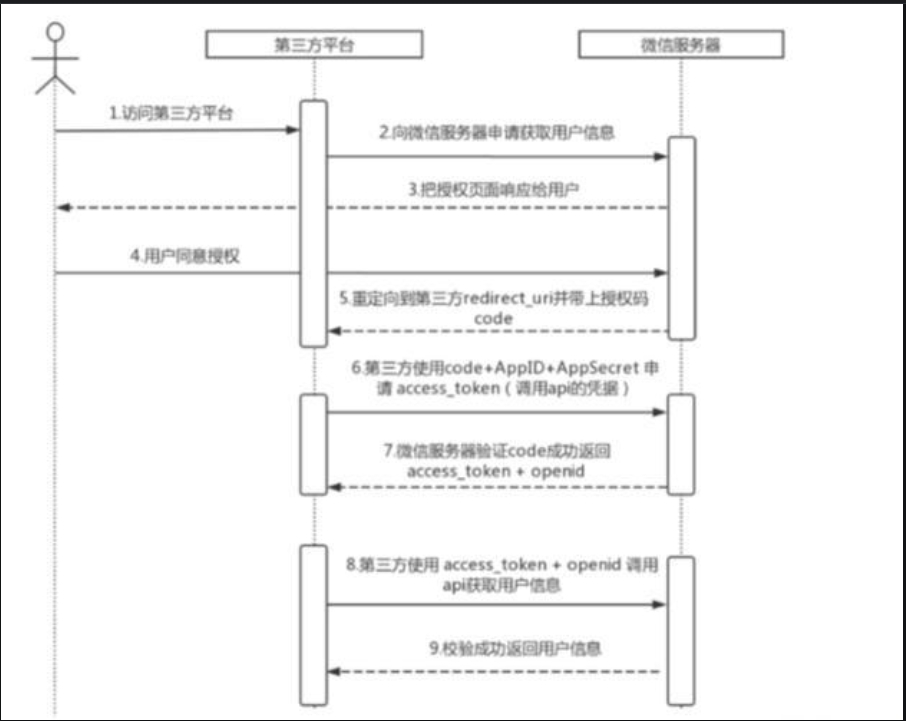 第三方平台
微信服务器
1.访问第三方平台
2.向微信服务器申请获取用户信息
3.把授权页面响应给用户
4.用户同意授权
5.重定向到第三方redirect_uri并带上授权码
code
6.第三方使用code+AppID+AppSecret 申
请 access_token（调用api的凭据）
7.微信服务器验证code成功返回
access_token + openid
8.第三方使用 access_token + openid 调用
api获取用户信息
9.校验成功返回用户信息